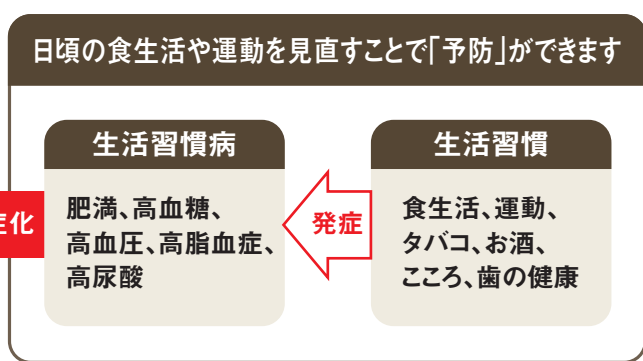 日頃の食生活や運動を見直すことで「予防」ができます
生活習慣病
肥満、高血糖、
高血圧、高脂血症、
高尿酸
発症
生活習慣
食生活、運動、
タバコ、お酒、
こころ、歯の健康
症化